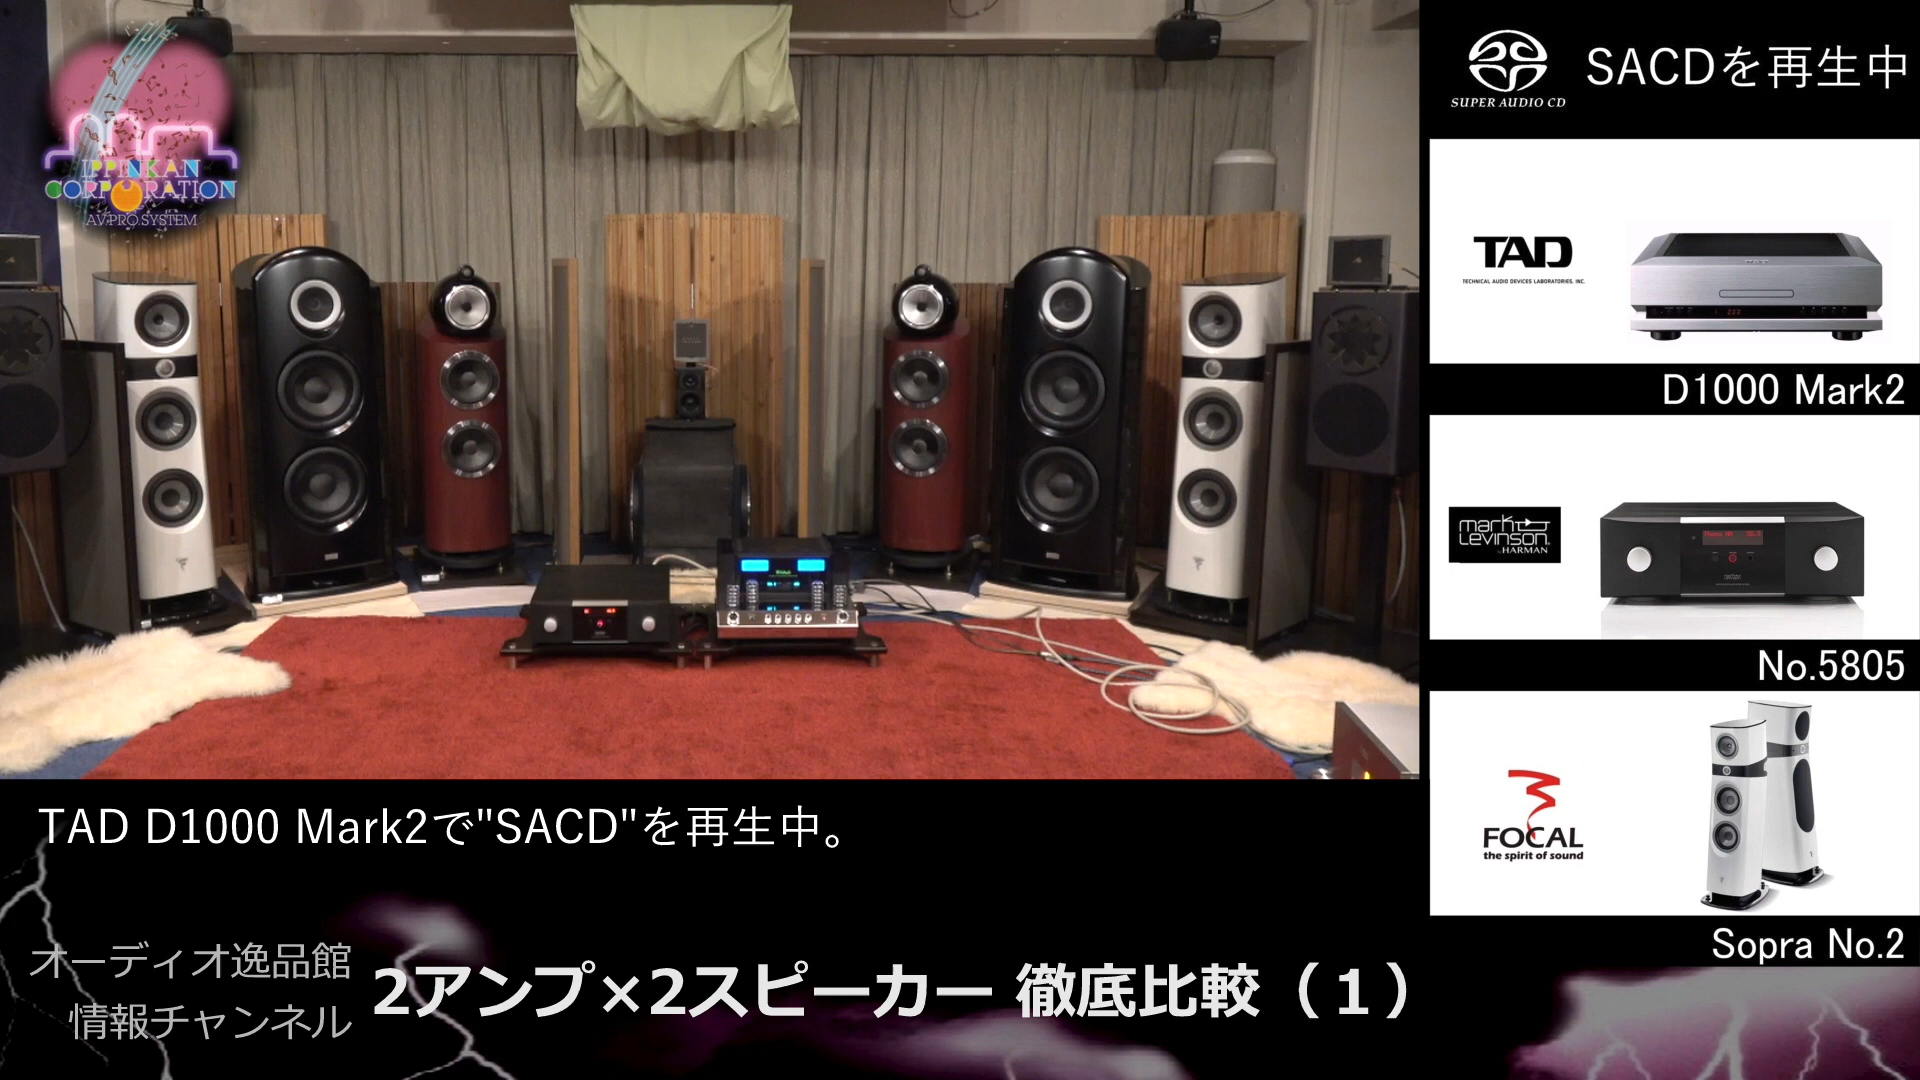 IPPINKAN
CORPORATION
AV PRO SYSTEM
SUPER AUDIO CD
SACDを再生中
TAD
TECHNICAL AUDIO DEVICES LABORATORIES, INC.
D1000 Mark2
mark
Levinson
by HARMAN
No.5805
FOCAL
the spirit of sound
Sopra No.2
TAD D1000 Mark2で"SACD"を再生中。
オーディオ逸品館
情報チャンネル
2アンプ×2スピーカー 徹底比較（１）